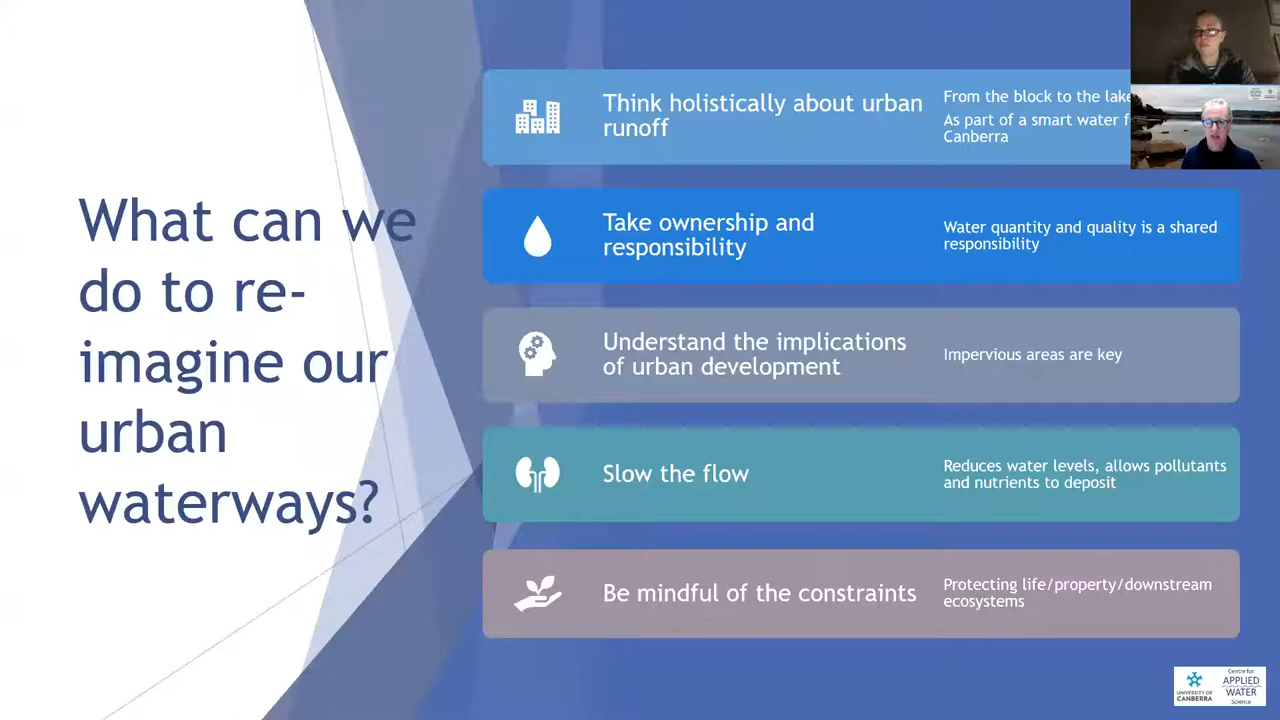 What can we
do to re-
imagine our
urban
waterways?
Think holistically about urban
runoff
From the block to the lake
As part of a smart water
Canberra
Take ownership and
responsibility
Water quantity and quality is a shared
responsibility
Understand the implications
of urban development
Impervious areas are key
Slow the flow
Reduces water levels, allows pollutants
and nutrients to deposit
Be mindful of the constraints
Protecting life/property/downstream
ecosystems
UNIVERSITY OF
CANBERRA
Centre for
APPLIED
WATER
Science